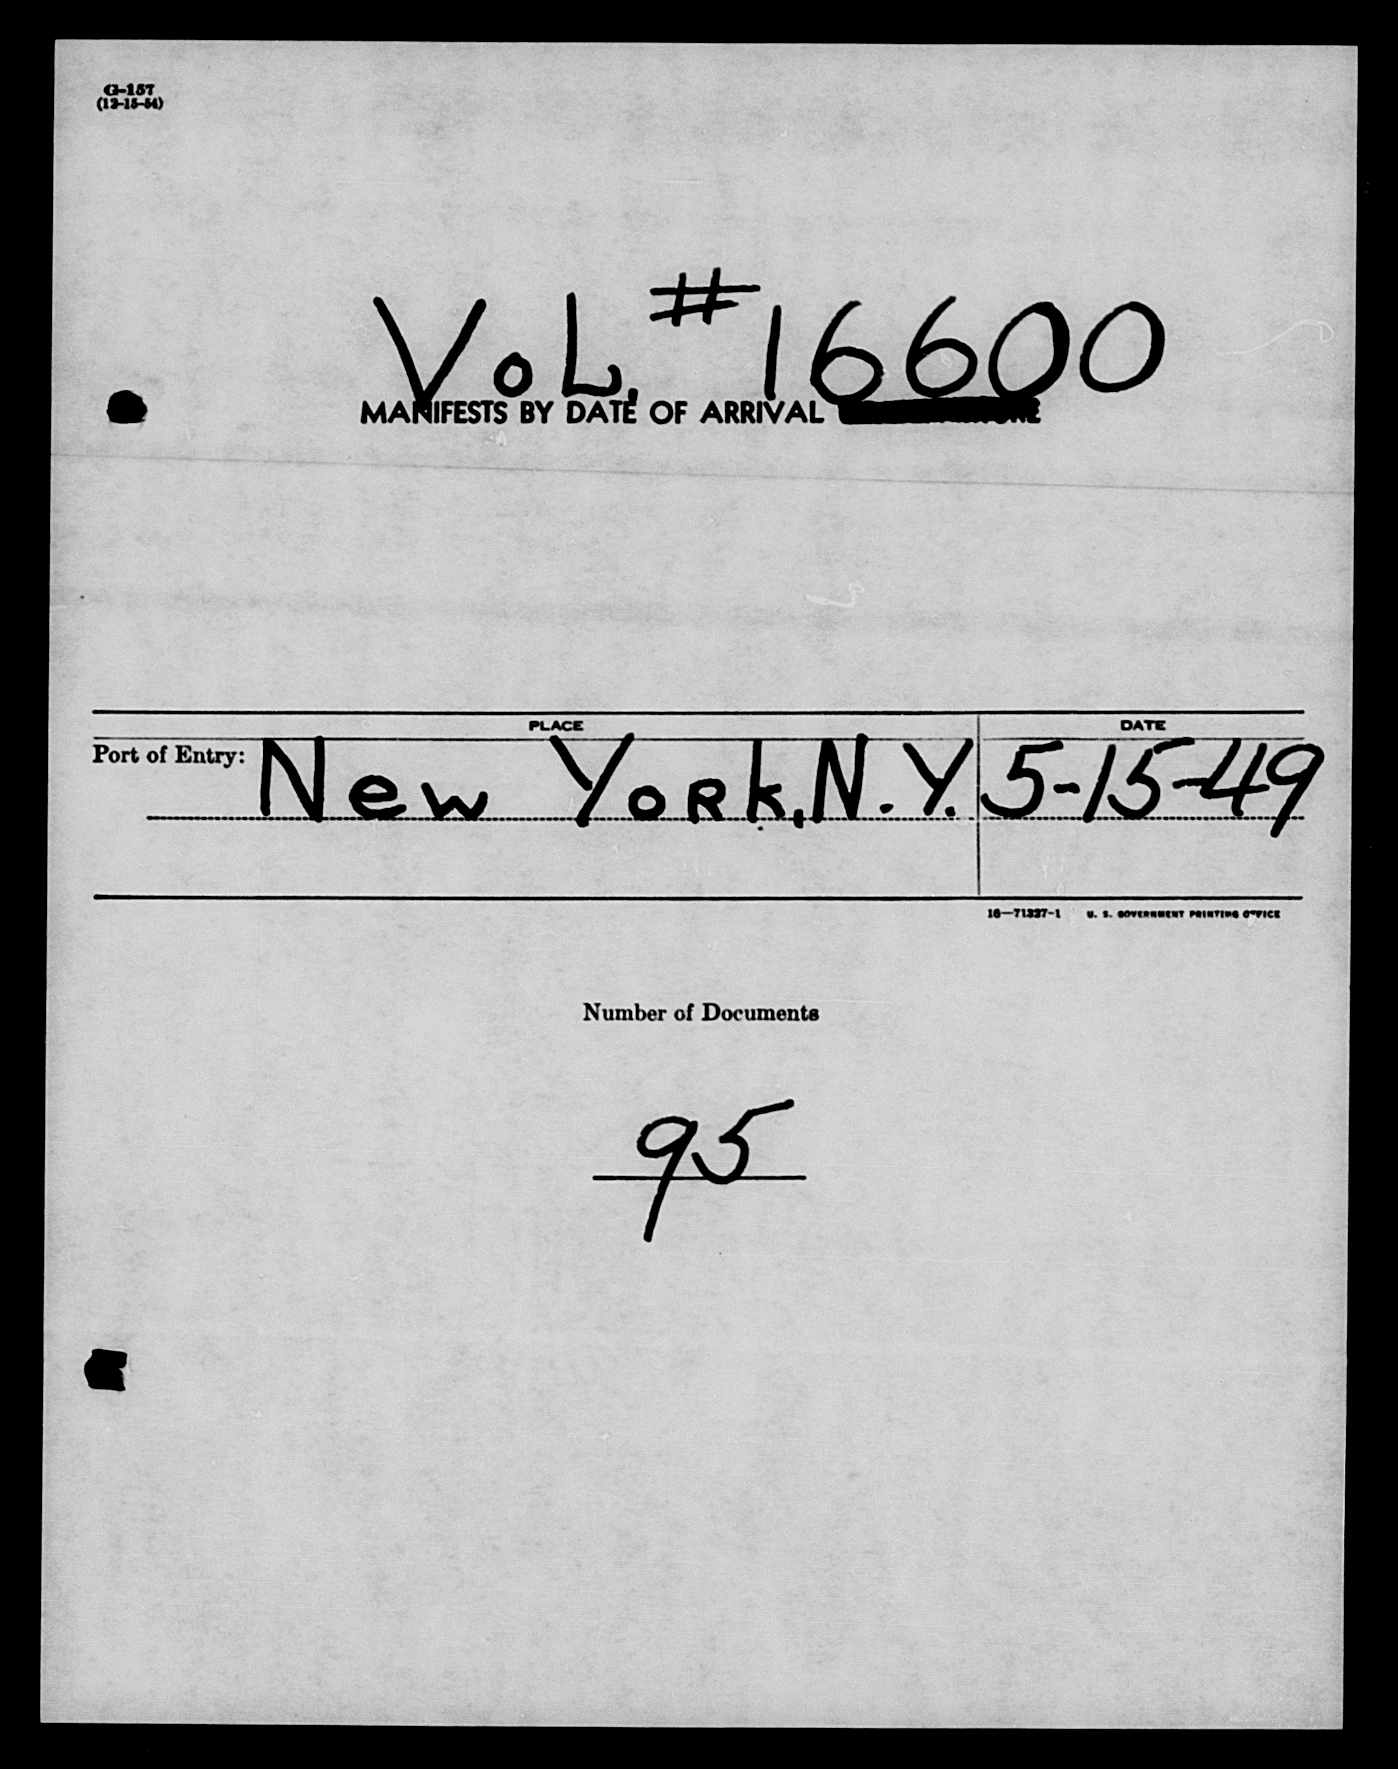 G-157
(12-15-54)
VoL. #16600
MANIFESTS BY DATE OF ARRIVAL
PLACE DATE
Port of Entry: New York, N.Y. 5-15-49
16—71327-1 U. S. GOVERNMENT PRINTING OFFICE
Number of Documents
95